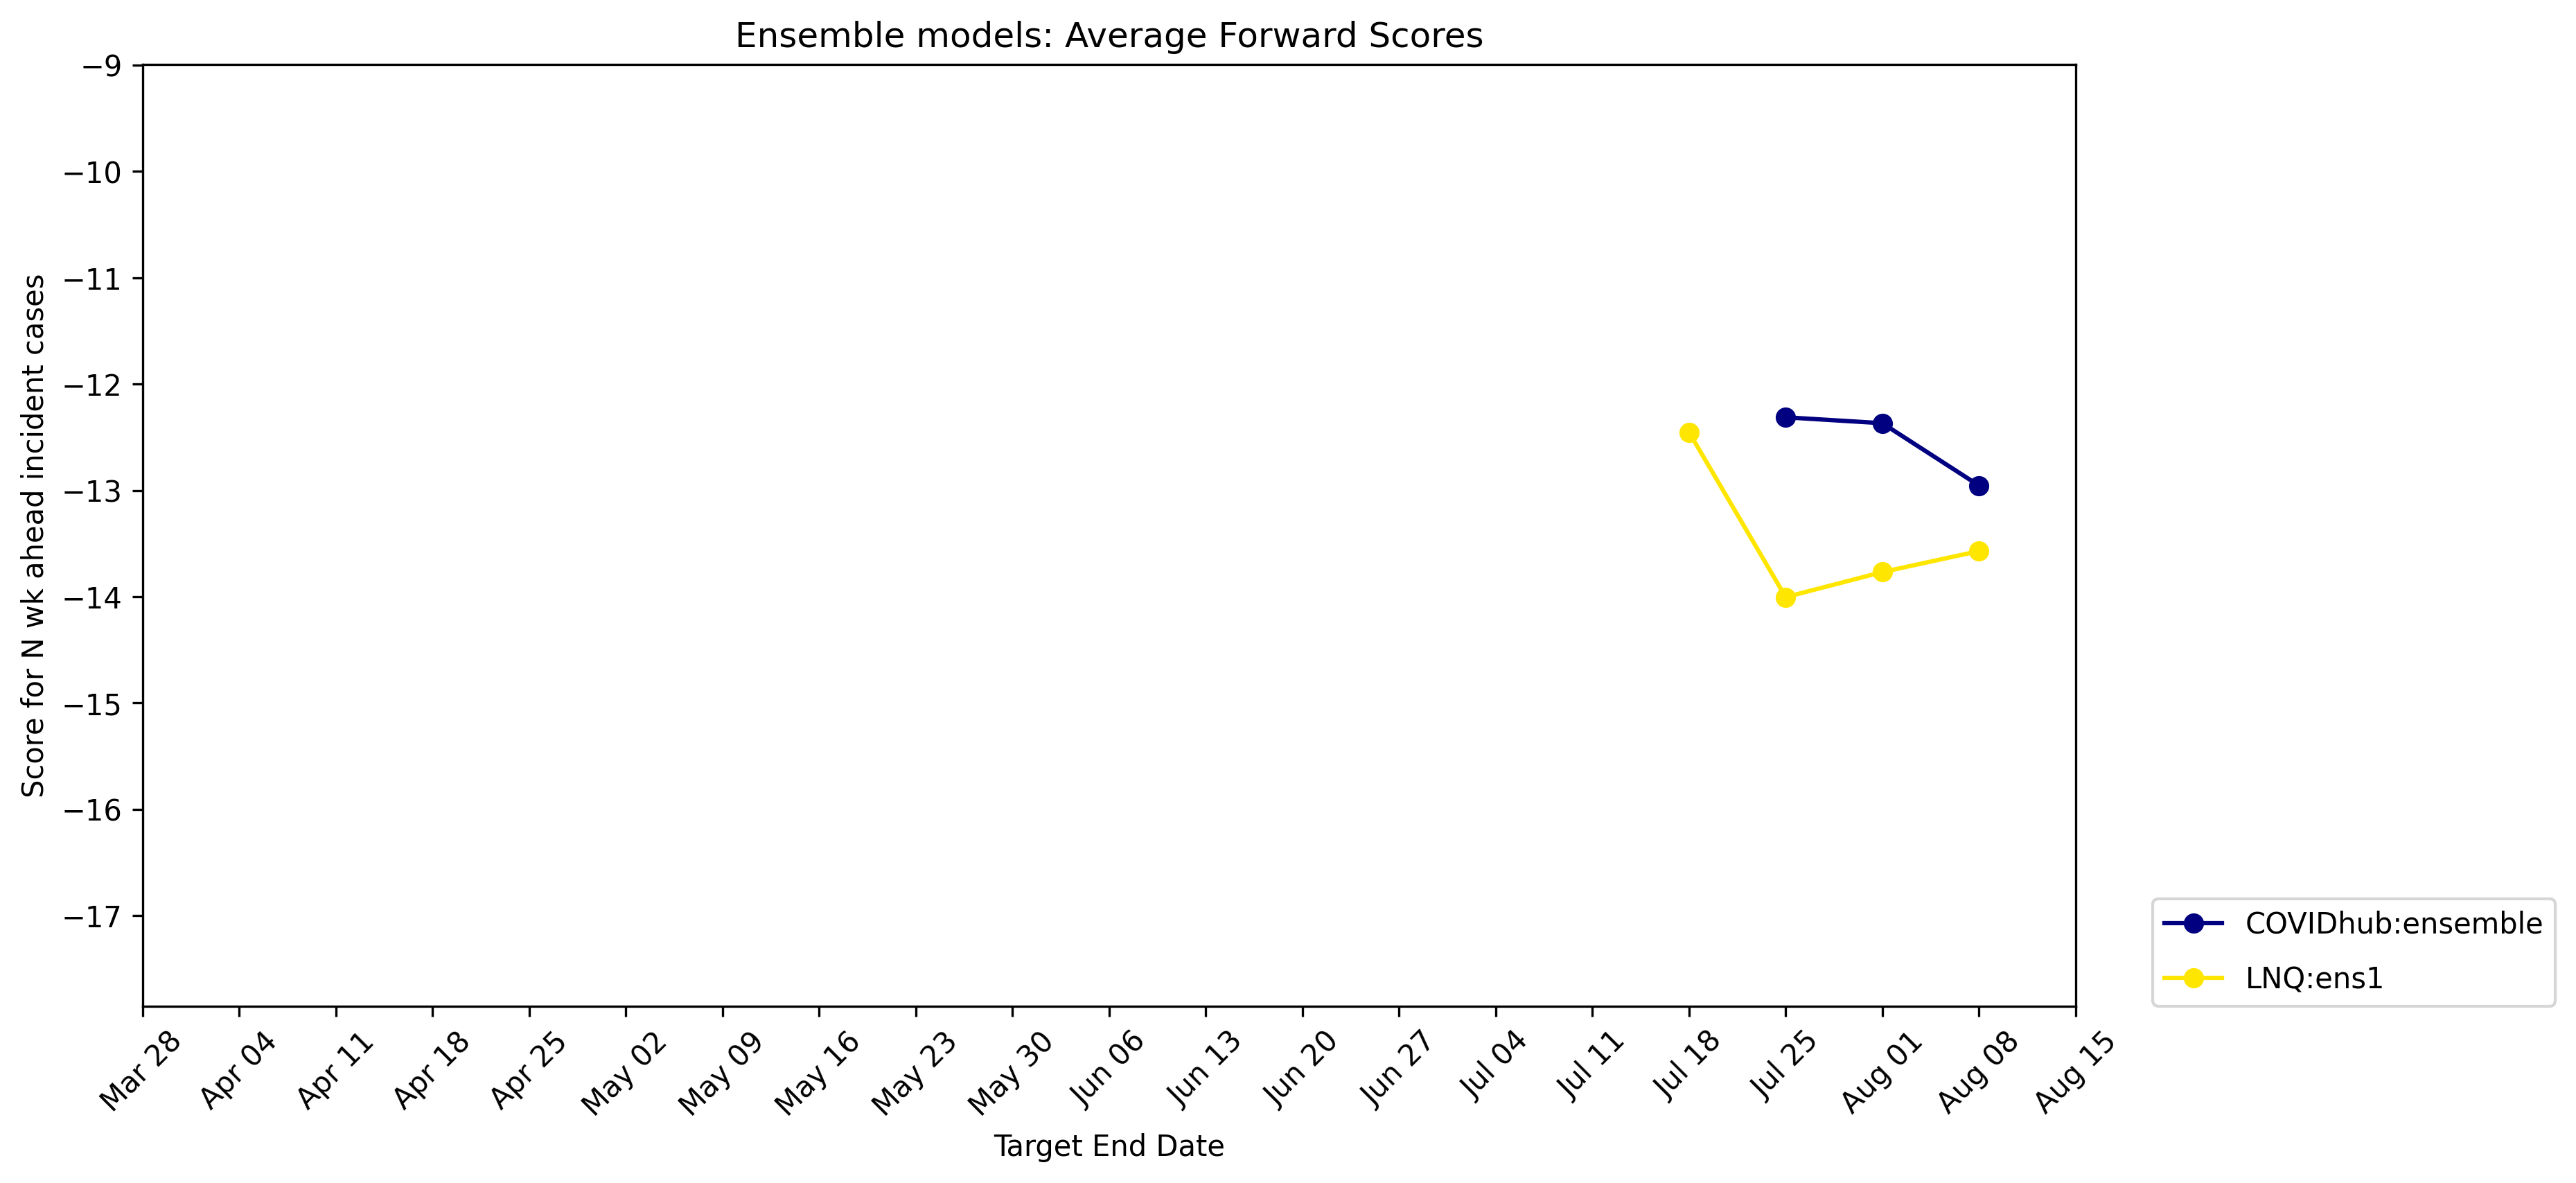 Ensemble models: Average Forward Scores
Score for N wk ahead incident cases
−9
−10
−11
−12
−13
−14
−15
−16
−17
Mar 28
Apr 04
Apr 11
Apr 18
Apr 25
May 02
May 09
May 16
May 23
May 30
Jun 06
Jun 13
Jun 20
Jun 27
Jul 04
Jul 11
Jul 18
Jul 25
Aug 01
Aug 08
Aug 15
Target End Date
COVIDhub:ensemble
LNQ:ens1